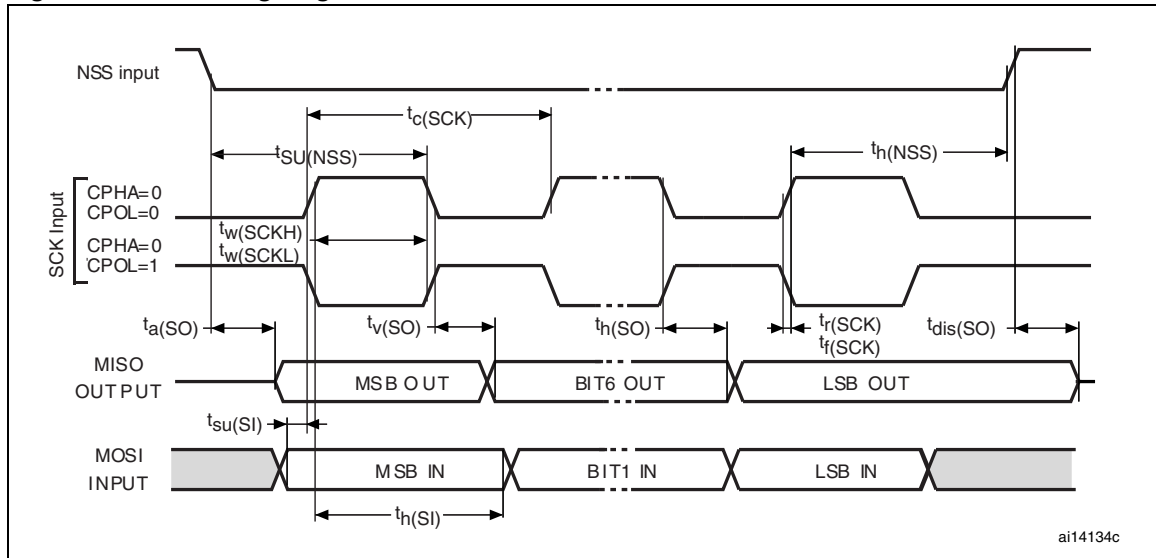 NSS input
tc(SCK)
tSU(NSS)
th(NSS)
SCK Input
CPHA=0
CPOL=0
CPHA=0
CPOL=1
tw(SCKH)
tw(SCKL)
ta(SO)
tv(SO)
th(SO)
tr(SCK)
tf(SCK)
tdis(SO)
MISO
OUTPUT
MSB OUT
BIT6 OUT
LSB OUT
tsu(SI)
MOSI
INPUT
MSB IN
BIT1 IN
LSB IN
th(SI)
ai14134c